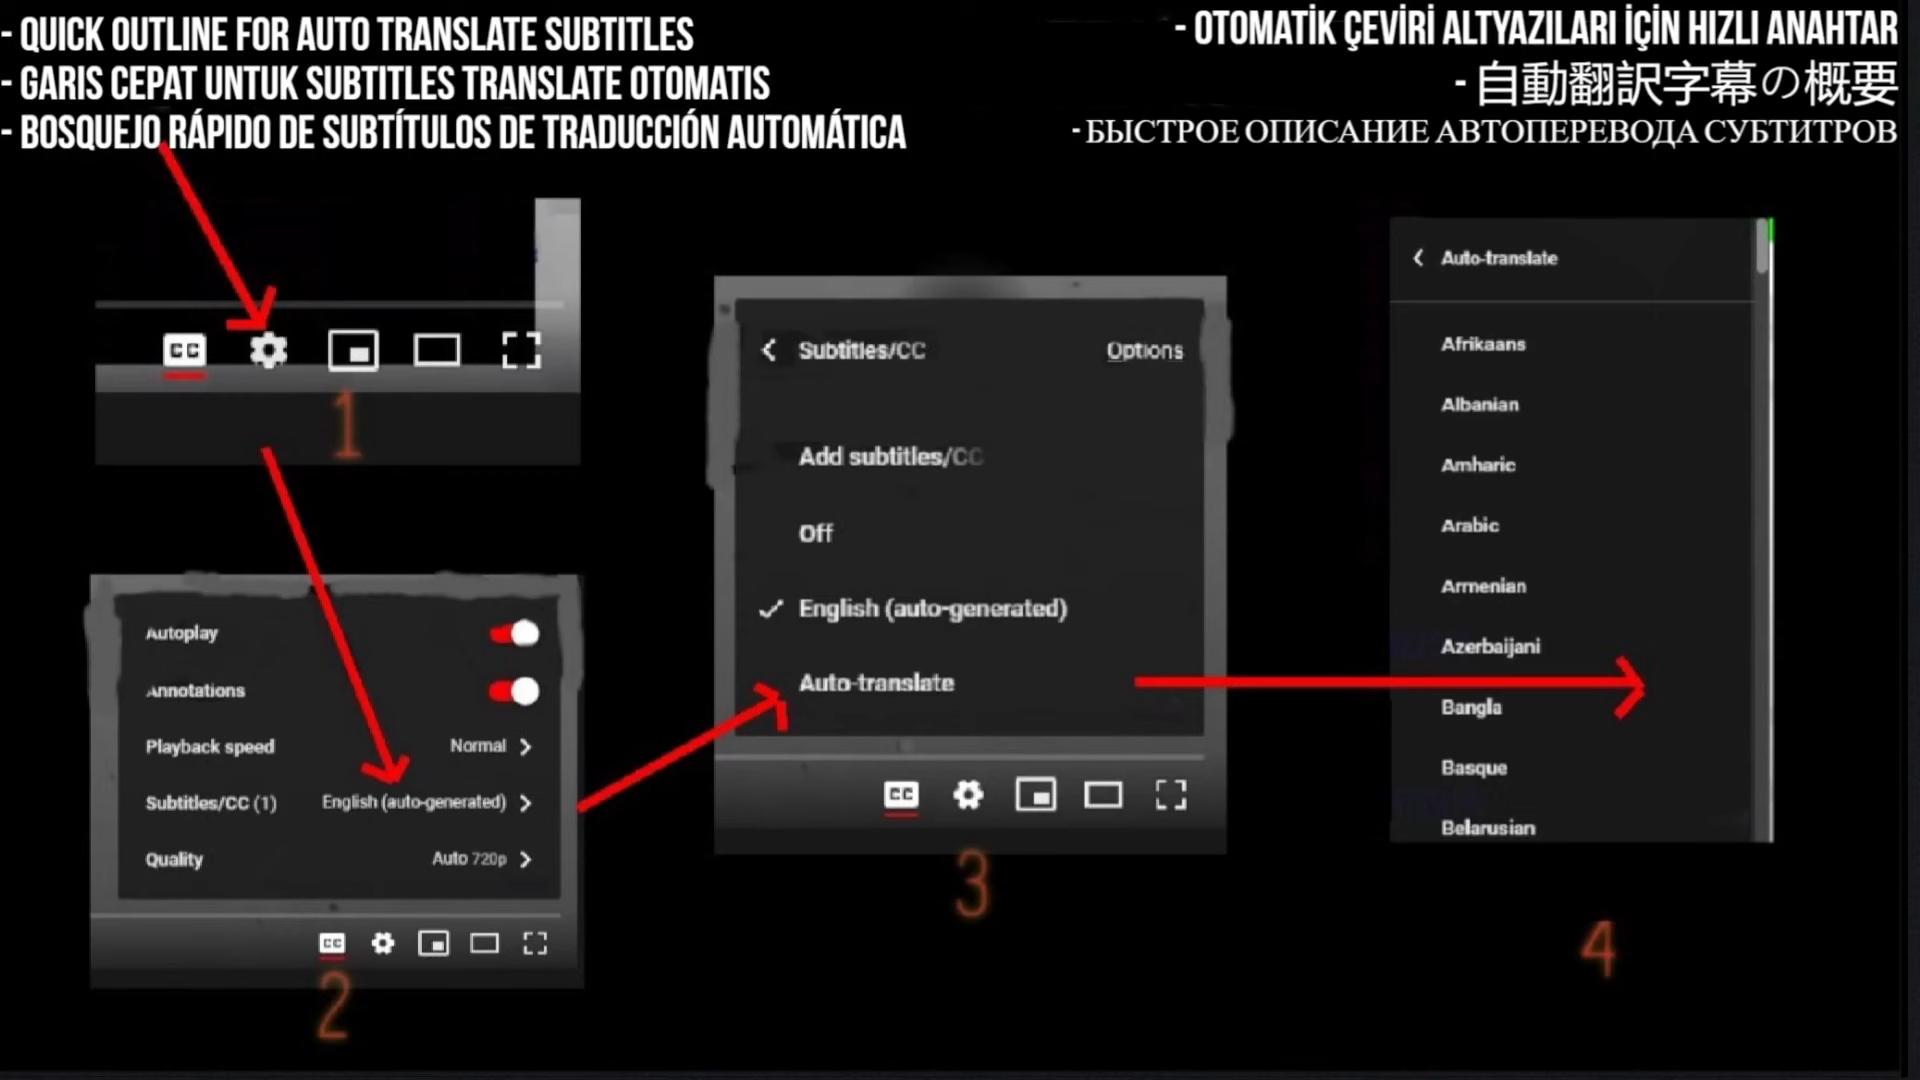 - QUICK OUTLINE FOR AUTO TRANSLATE SUBTITLES
- GARIS CEPAT UNTUK SUBTITLES TRANSLATE OTOMATIS
- BOSQUEJO RÁPIDO DE SUBTÍTULOS DE TRADUCCIÓN AUTOMÁTICA
- OTOMATİK ÇEVİRİ ALTYAZILARI İÇİN HIZLI ANAHTAR
- 自動翻訳字幕の概要
- БЫСТРОЕ ОПИСАНИЕ АВТОПЕРЕВОДА СУБТИТРОВ
CC
1
Autoplay
Annotations
Playback speed Normal
Subtitles/CC (1) English (auto-generated)
Quality Auto 720p
CC
2
Subtitles/CC Options
Add subtitles/CC
Off
English (auto-generated)
Auto-translate
CC
3
Auto-translate
Afrikaans
Albanian
Amharic
Arabic
Armenian
Azerbaijani
Bangla
Basque
Belarusian
4